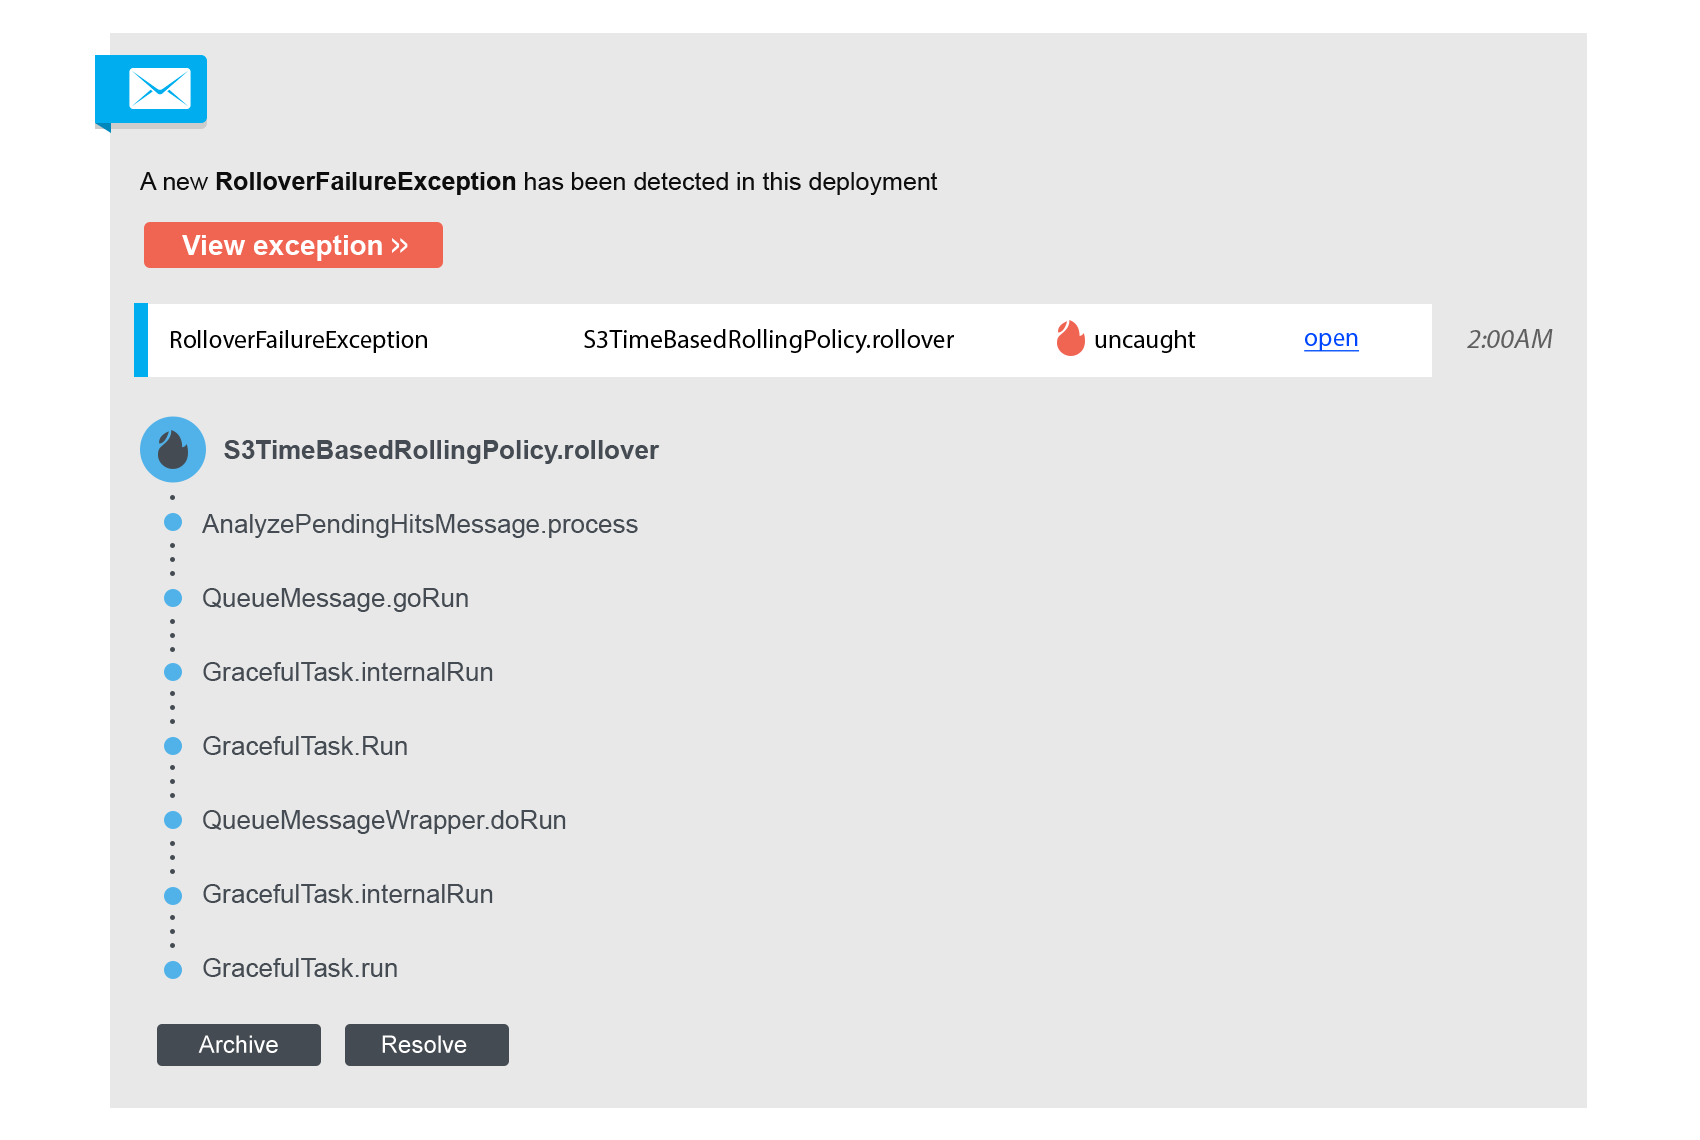 A new RolloverFailureException has been detected in this deployment
View exception »
RolloverFailureException S3TimeBasedRollingPolicy.rollover uncaught open 2:00AM
S3TimeBasedRollingPolicy.rollover
AnalyzePendingHitsMessage.process
QueueMessage.goRun
GracefulTask.internalRun
GracefulTask.Run
QueueMessageWrapper.doRun
GracefulTask.internalRun
GracefulTask.run
Archive Resolve